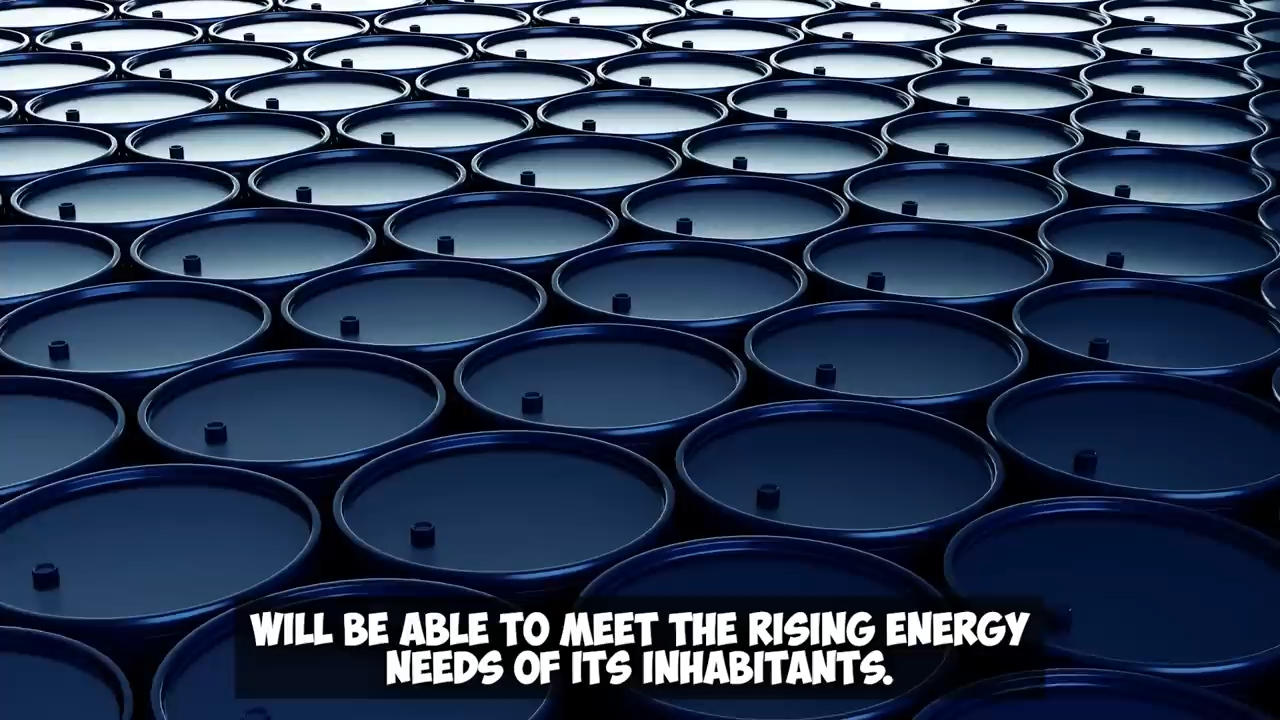 WILL BE ABLE TO MEET THE RISING ENERGY
NEEDS OF ITS INHABITANTS.